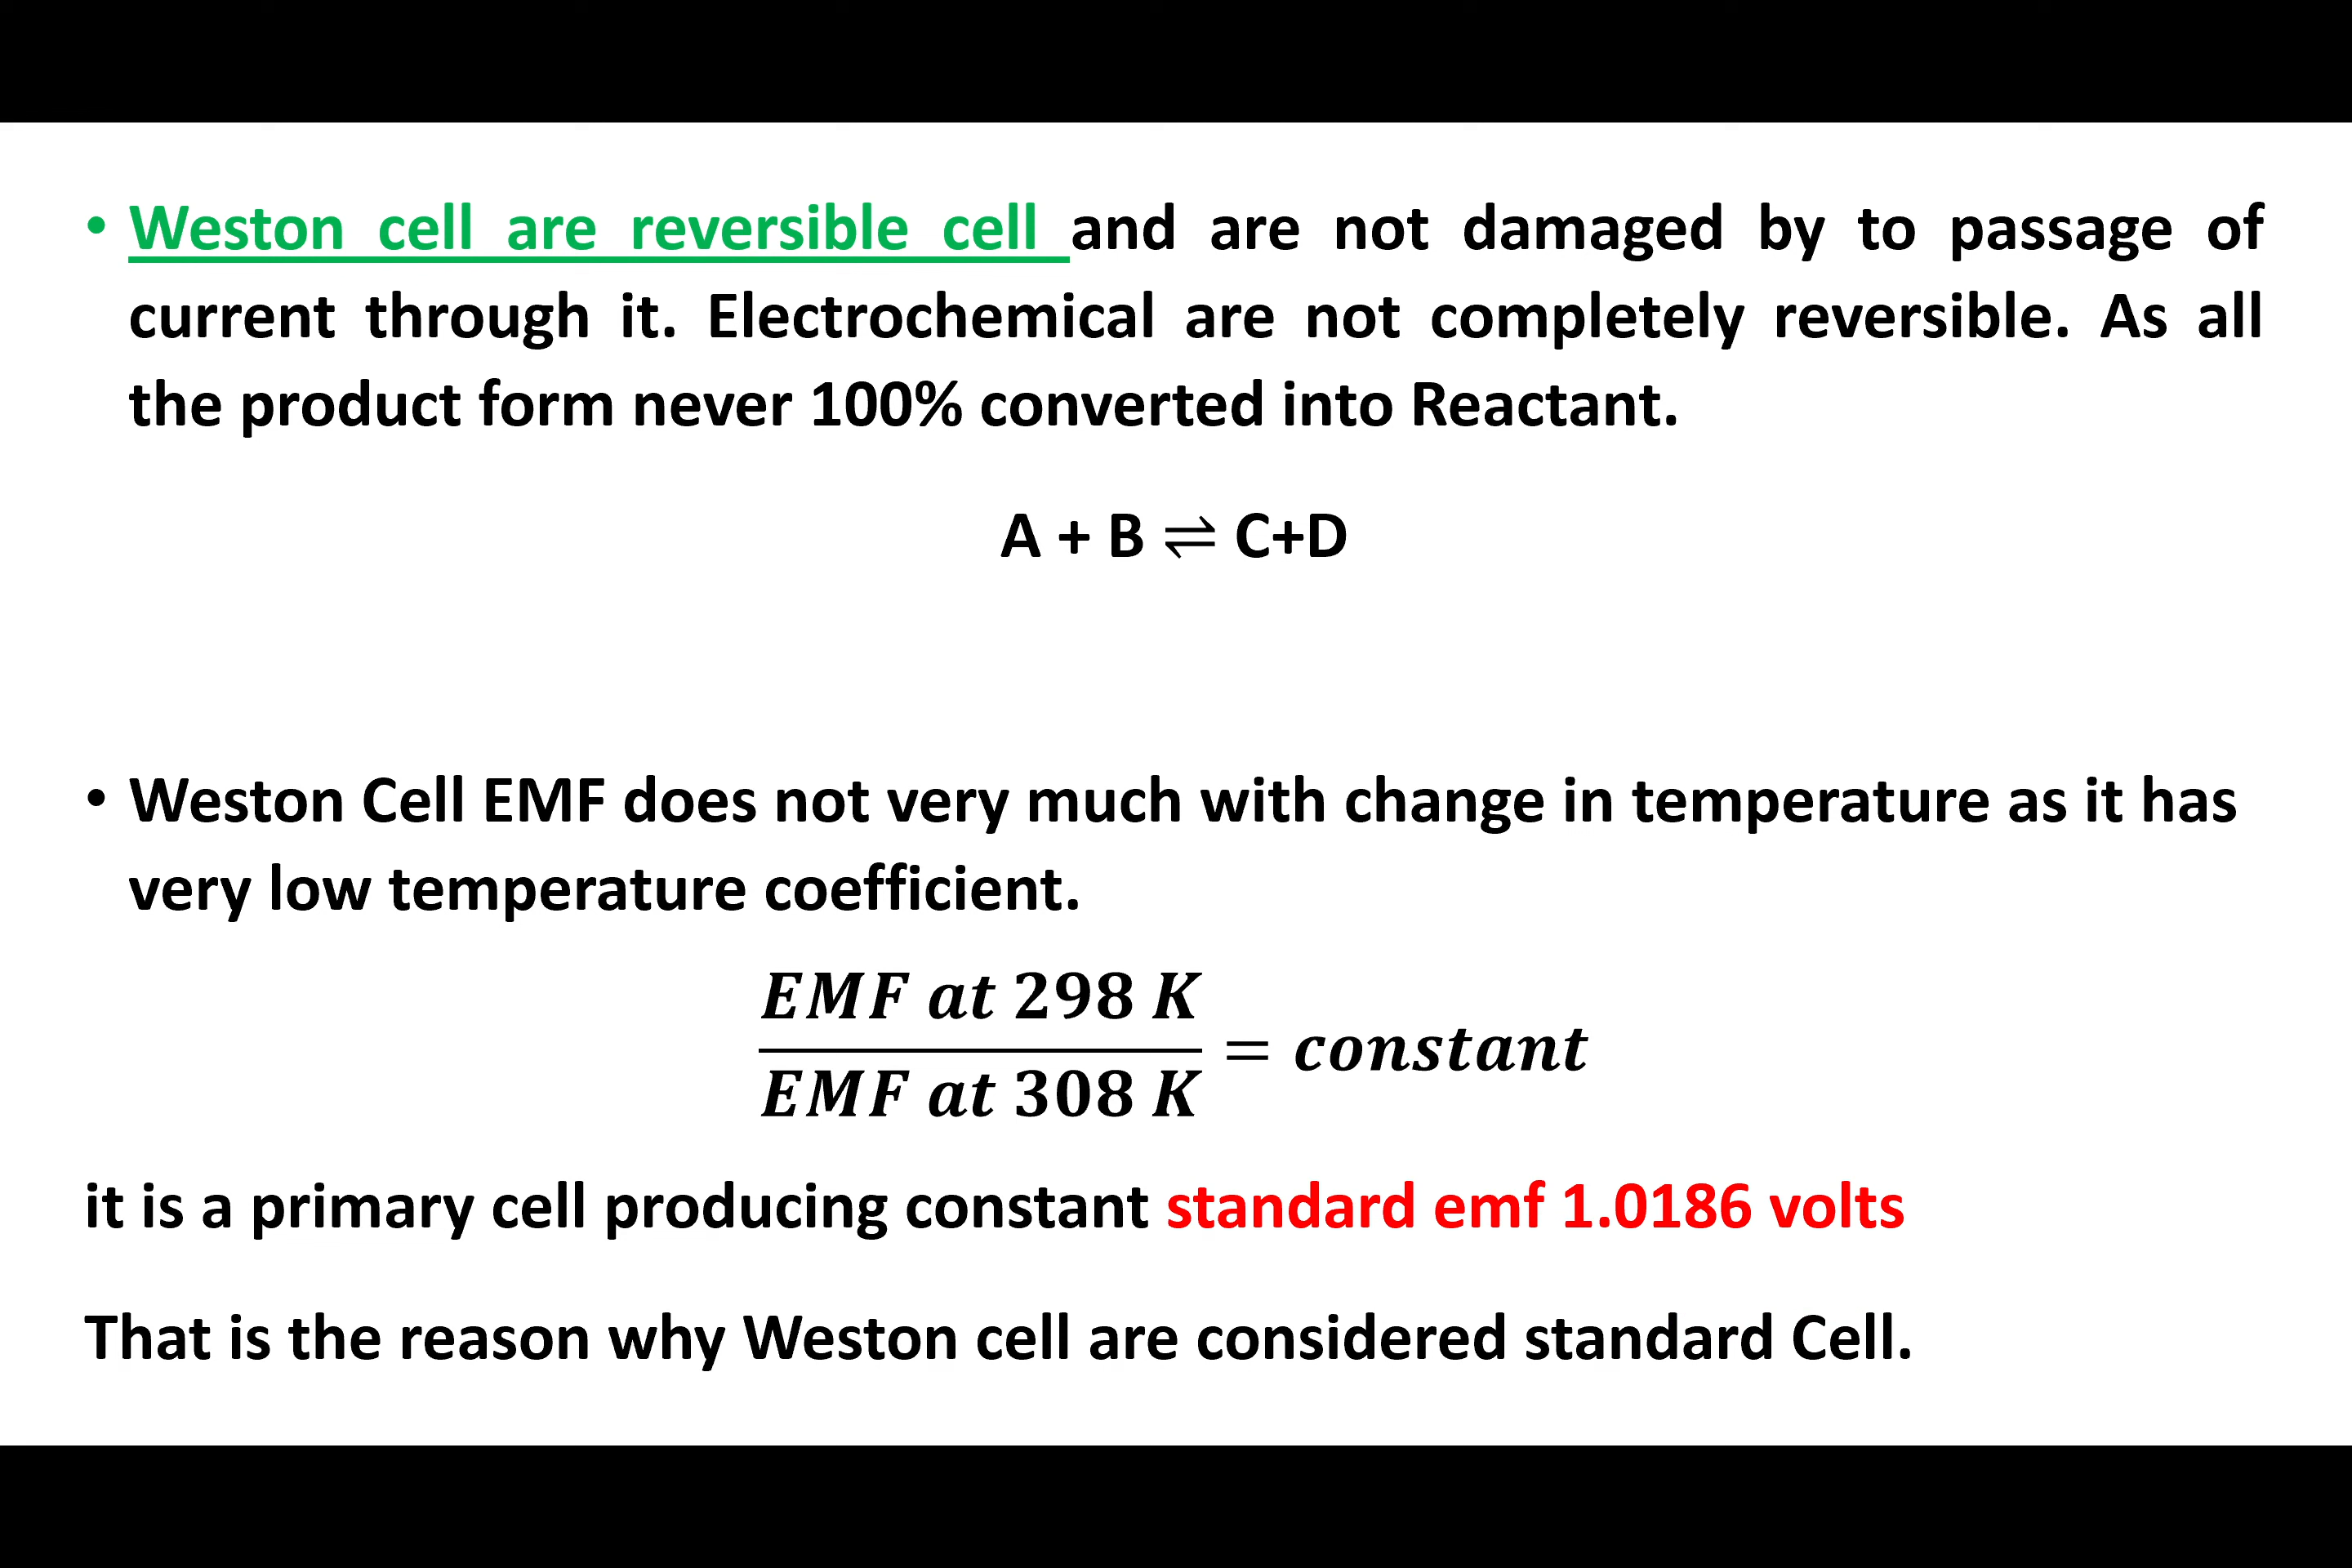 • Weston cell are reversible cell and are not damaged by to passage of
current through it. Electrochemical are not completely reversible. As all
the product form never 100% converted into Reactant.
A + B ⇌ C+D
• Weston Cell EMF does not very much with change in temperature as it has
very low temperature coefficient.
EMF at 298 K
= constant
EMF at 308 K
it is a primary cell producing constant standard emf 1.0186 volts
That is the reason why Weston cell are considered standard Cell.